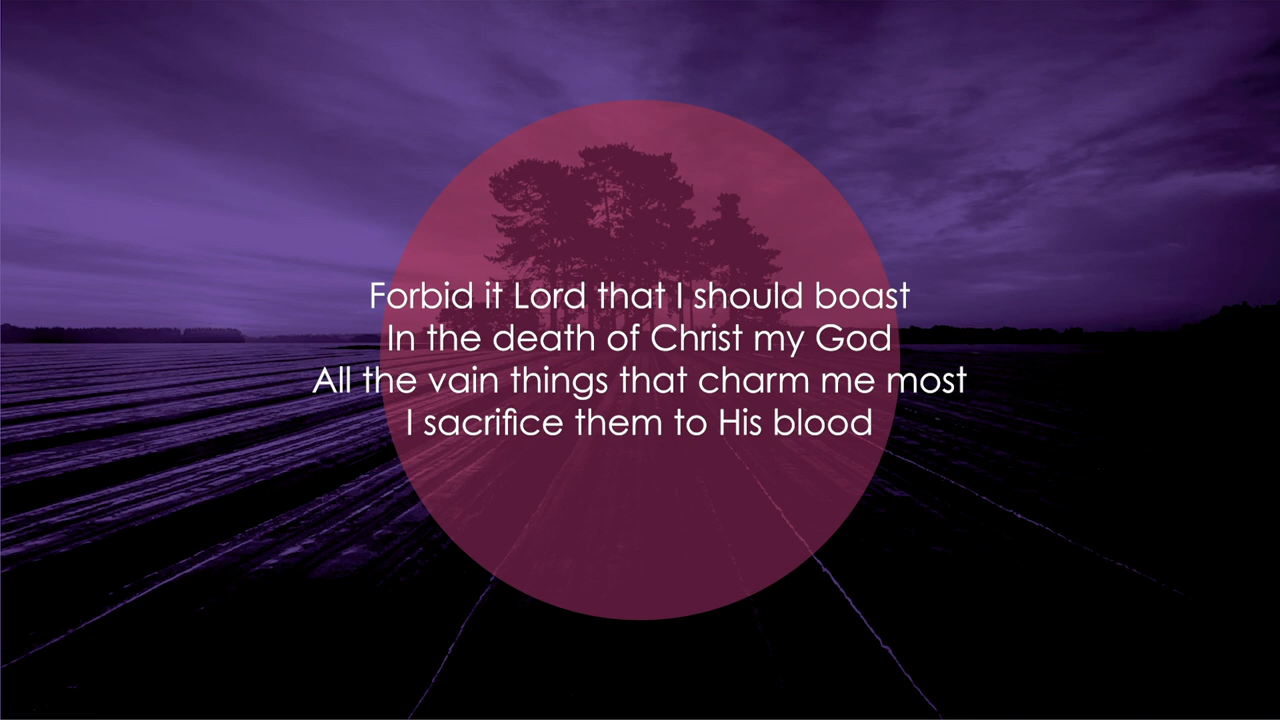 Forbid it Lord that I should boast
In the death of Christ my God
All the vain things that charm me most
I sacrifice them to His blood